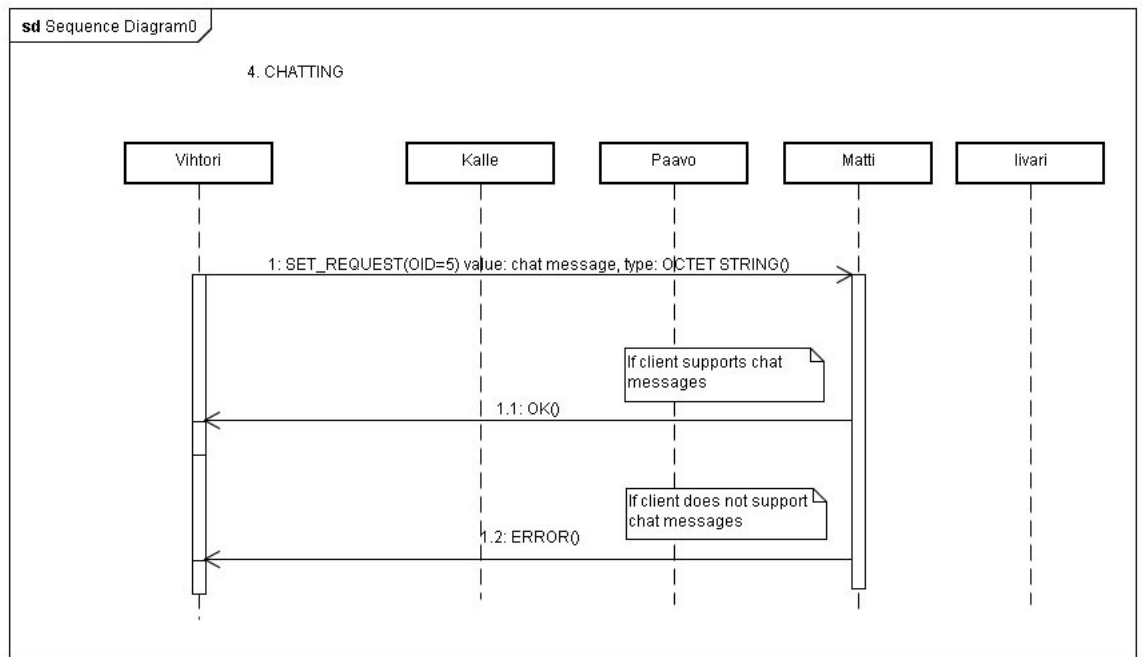 sd Sequence Diagram0
4. CHATTING
Vihtori
Kalle
Paavo
Matti
Iivari
1: SET_REQUEST(OID=5) value: chat message, type: OCTET STRING()
If client supports chat
messages
1.1: OK()
If client does not support
chat messages
1.2: ERROR()